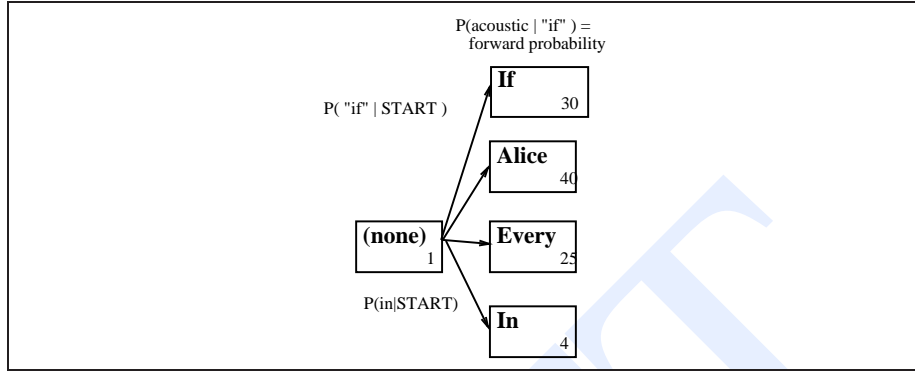 P(acoustic | "if" ) =
forward probability
If
30
P( "if" | START )
Alice
40
(none)
1
Every
25
P(in|START)
In
4